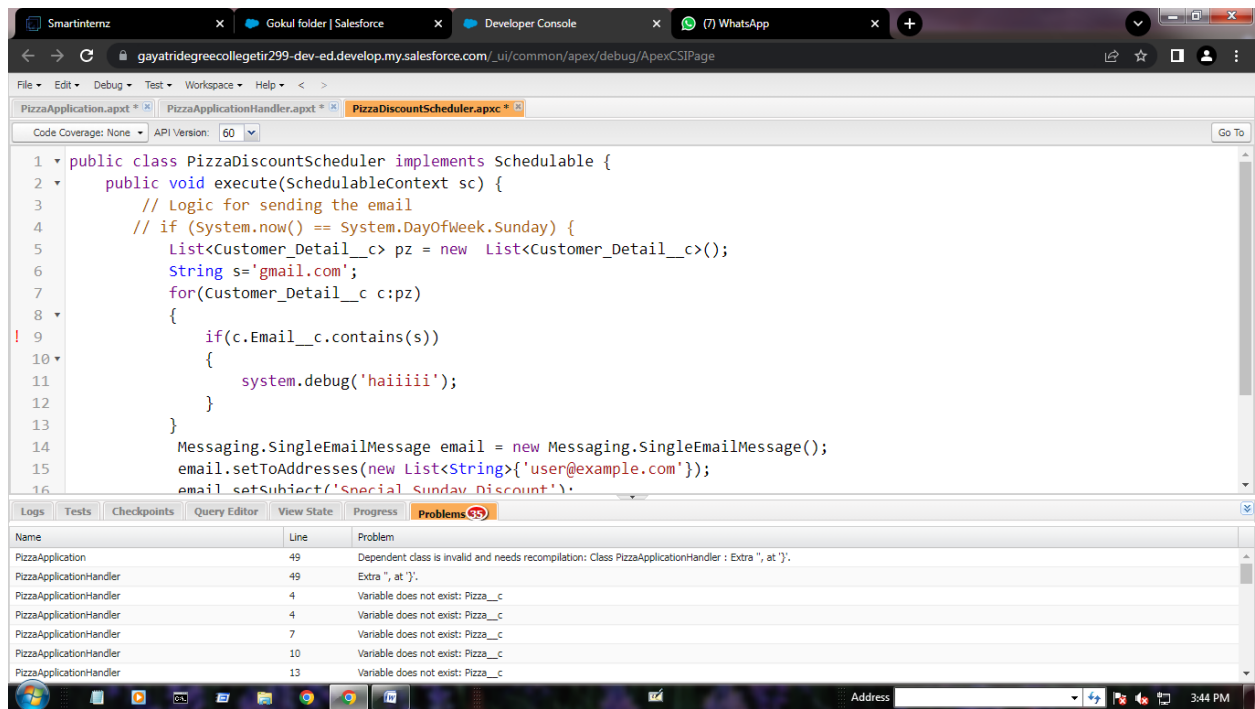 Smartinternz
Gokul folder | Salesforce
Developer Console
(7) WhatsApp
gayatridegreecollegetir299-dev-ed.develop.my.salesforce.com/_ui/common/apex/debug/ApexCSIPage
File Edit Debug Test Workspace Help < >
PizzaApplication.apxt * PizzaApplicationHandler.apxt * PizzaDiscountScheduler.apxc *
Code Coverage: None API Version: 60 Go To
1 public class PizzaDiscountScheduler implements Schedulable {
2 public void execute(SchedulableContext sc) {
3 // Logic for sending the email
4 // if (System.now() == System.DayOfWeek.Sunday) {
5 List<Customer_Detail__c> pz = new List<Customer_Detail__c>();
6 String s='gmail.com';
7 for(Customer_Detail__c c:pz)
8 {
! 9 if(c.Email__c.contains(s))
10 {
11 system.debug('haiiiii');
12 }
13 }
14 Messaging.SingleEmailMessage email = new Messaging.SingleEmailMessage();
15 email.setToAddresses(new List<String>{'user@example.com'});
16 email.setSubject('Special Sunday Discount');
Logs Tests Checkpoints Query Editor View State Progress Problems 35
Name Line Problem
PizzaApplication 49 Dependent class is invalid and needs recompilation: Class PizzaApplicationHandler : Extra '', at '}'.
PizzaApplicationHandler 49 Extra '', at '}'.
PizzaApplicationHandler 4 Variable does not exist: Pizza__c
PizzaApplicationHandler 4 Variable does not exist: Pizza__c
PizzaApplicationHandler 7 Variable does not exist: Pizza__c
PizzaApplicationHandler 10 Variable does not exist: Pizza__c
PizzaApplicationHandler 13 Variable does not exist: Pizza__c
Address 3:44 PM